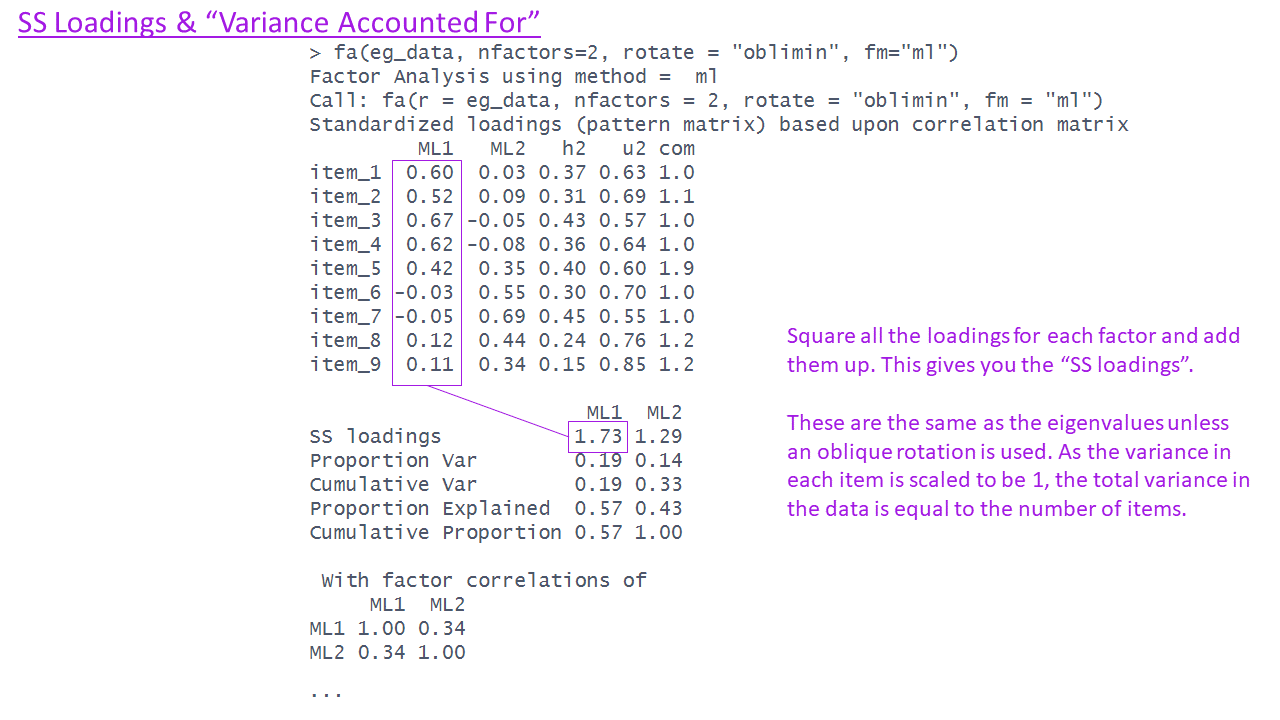 SS Loadings & “Variance Accounted For”
> fa(eg_data, nfactors=2, rotate = "oblimin", fm="ml")
Factor Analysis using method =  ml
Call: fa(r = eg_data, nfactors = 2, rotate = "oblimin", fm = "ml")
Standardized loadings (pattern matrix) based upon correlation matrix
         ML1   ML2   h2   u2 com
item_1  0.60  0.03 0.37 0.63 1.0
item_2  0.52  0.09 0.31 0.69 1.1
item_3  0.67 -0.05 0.43 0.57 1.0
item_4  0.62 -0.08 0.36 0.64 1.0
item_5  0.42  0.35 0.40 0.60 1.9
item_6 -0.03  0.55 0.30 0.70 1.0
item_7 -0.05  0.69 0.45 0.55 1.0
item_8  0.12  0.44 0.24 0.76 1.2
item_9  0.11  0.34 0.15 0.85 1.2
                       ML1  ML2
SS loadings           1.73 1.29
Proportion Var        0.19 0.14
Cumulative Var        0.19 0.33
Proportion Explained  0.57 0.43
Cumulative Proportion 0.57 1.00
 With factor correlations of
     ML1  ML2
ML1 1.00 0.34
ML2 0.34 1.00
...
Square all the loadings for each factor and add
them up. This gives you the “SS loadings”.
These are the same as the eigenvalues unless
an oblique rotation is used. As the variance in
each item is scaled to be 1, the total variance in
the data is equal to the number of items.